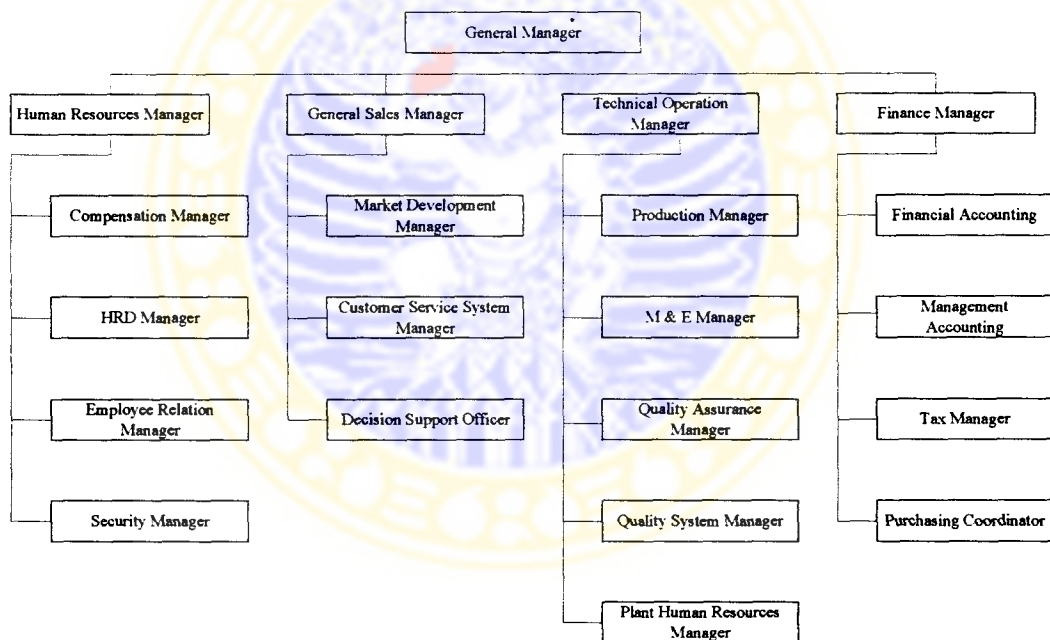 General Manager
Human Resources Manager
General Sales Manager
Technical Operation
Manager
Finance Manager
Compensation Manager
Market Development
Manager
Production Manager
Financial Accounting
HRD Manager
Customer Service System
Manager
M & E Manager
Management
Accounting
Employee Relation
Manager
Decision Support Officer
Quality Assurance
Manager
Tax Manager
Security Manager
Quality System Manager
Purchasing Coordinator
Plant Human Resources
Manager